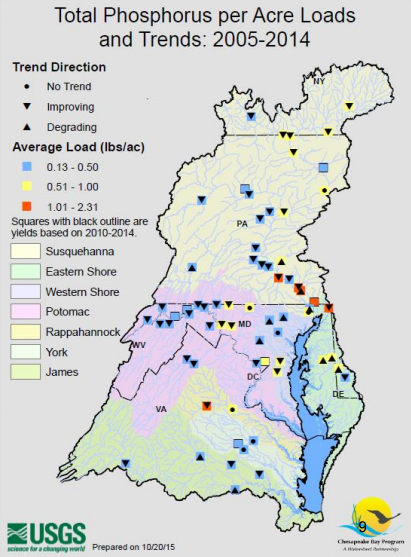 Total Phosphorus per Acre Loads
and Trends: 2005-2014
Trend Direction
No Trend
Improving
Degrading
Average Load (lbs/ac)
0.13 - 0.50
0.51 - 1.00
1.01 - 2.31
Squares with black outline are
yields based on 2010-2014.
Susquehanna
Eastern Shore
Western Shore
Potomac
Rappahannock
York
James
NY
PA
WV
MD
DC
DE
VA
USGS
science for a changing world
Prepared on 10/20/15
9
Chesapeake Bay Program
A Watershed Partnership